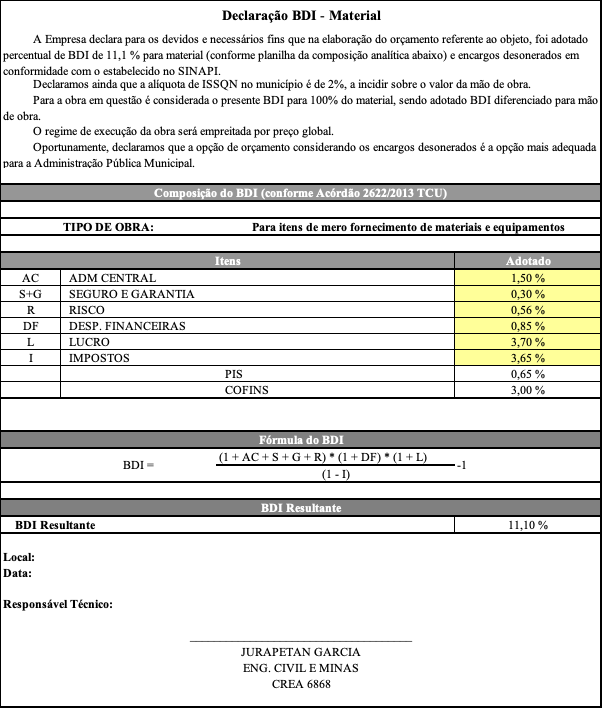 Declaração BDI - Material
A Empresa declara para os devidos e necessários fins que na elaboração do orçamento referente ao objeto, foi adotado
percentual de BDI de 11,1 % para material (conforme planilha da composição analítica abaixo) e encargos desonerados em
conformidade com o estabelecido no SINAPI.
Declaramos ainda que a alíquota de ISSQN no município é de 2%, a incidir sobre o valor da mão de obra.
Para a obra em questão é considerada o presente BDI para 100% do material, sendo adotado BDI diferenciado para mão
de obra.
O regime de execução da obra será empreitada por preço global.
Oportunamente, declaramos que a opção de orçamento considerando os encargos desonerados é a opção mais adequada
para a Administração Pública Municipal.
Composição do BDI (conforme Acórdão 2622/2013 TCU)
TIPO DE OBRA: Para itens de mero fornecimento de materiais e equipamentos
Itens Adotado
AC ADM CENTRAL 1,50 %
S+G SEGURO E GARANTIA 0,30 %
R RISCO 0,56 %
DF DESP. FINANCEIRAS 0,85 %
L LUCRO 3,70 %
I IMPOSTOS 3,65 %
PIS 0,65 %
COFINS 3,00 %
Fórmula do BDI
(1 + AC + S + G + R) * (1 + DF) * (1 + L)
BDI = -1
(1 - I)
BDI Resultante
BDI Resultante 11,10 %
Local:
Data:
Responsável Técnico:
JURAPETAN GARCIA
ENG. CIVIL E MINAS
CREA 6868